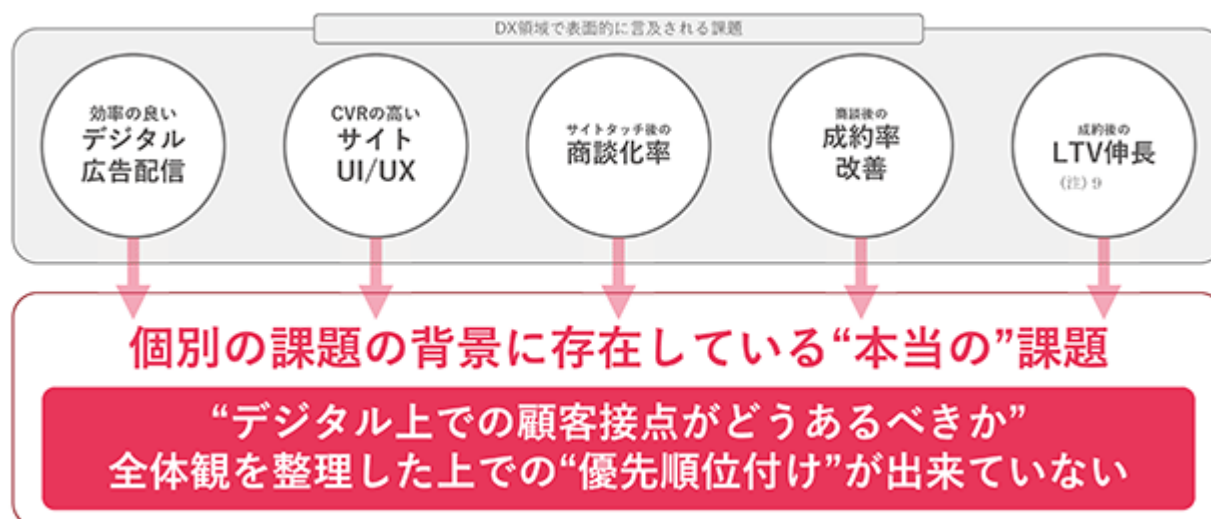 DX領域で表面的に言及される課題
効率の良い
デジタル
広告配信
CVRの高い
サイト
UI/UX
サイトタッチ後の
商談化率
商談後の
成約率
改善
成約後の
LTV伸長
(注) 9
個別の課題の背景に存在している“本当の”課題
“デジタル上での顧客接点がどうあるべきか”
全体観を整理した上での“優先順位付け”が出来ていない